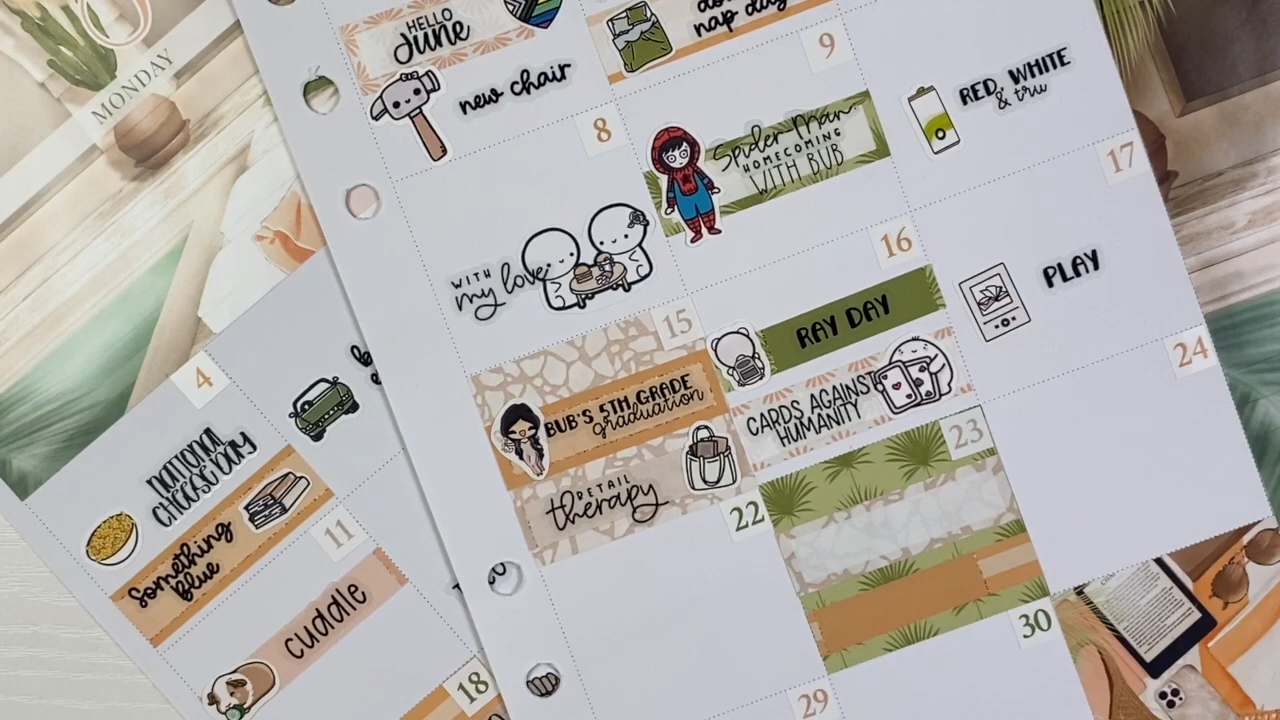 HELLO
June
nap day
MONDAY
new chair
9
RED, WHITE
& tru
8
Spider-Man:
HOMECOMING
WITH BUB
17
WITH
my love
16
PLAY
15
RAY DAY
24
4
BUB'S 5TH GRADE
graduation
CARDS AGAINST
HUMANITY
NATIONAL
CHEESE DAY
RETAIL
therapy
23
Something
Blue
22
11
cuddle
30
18
29